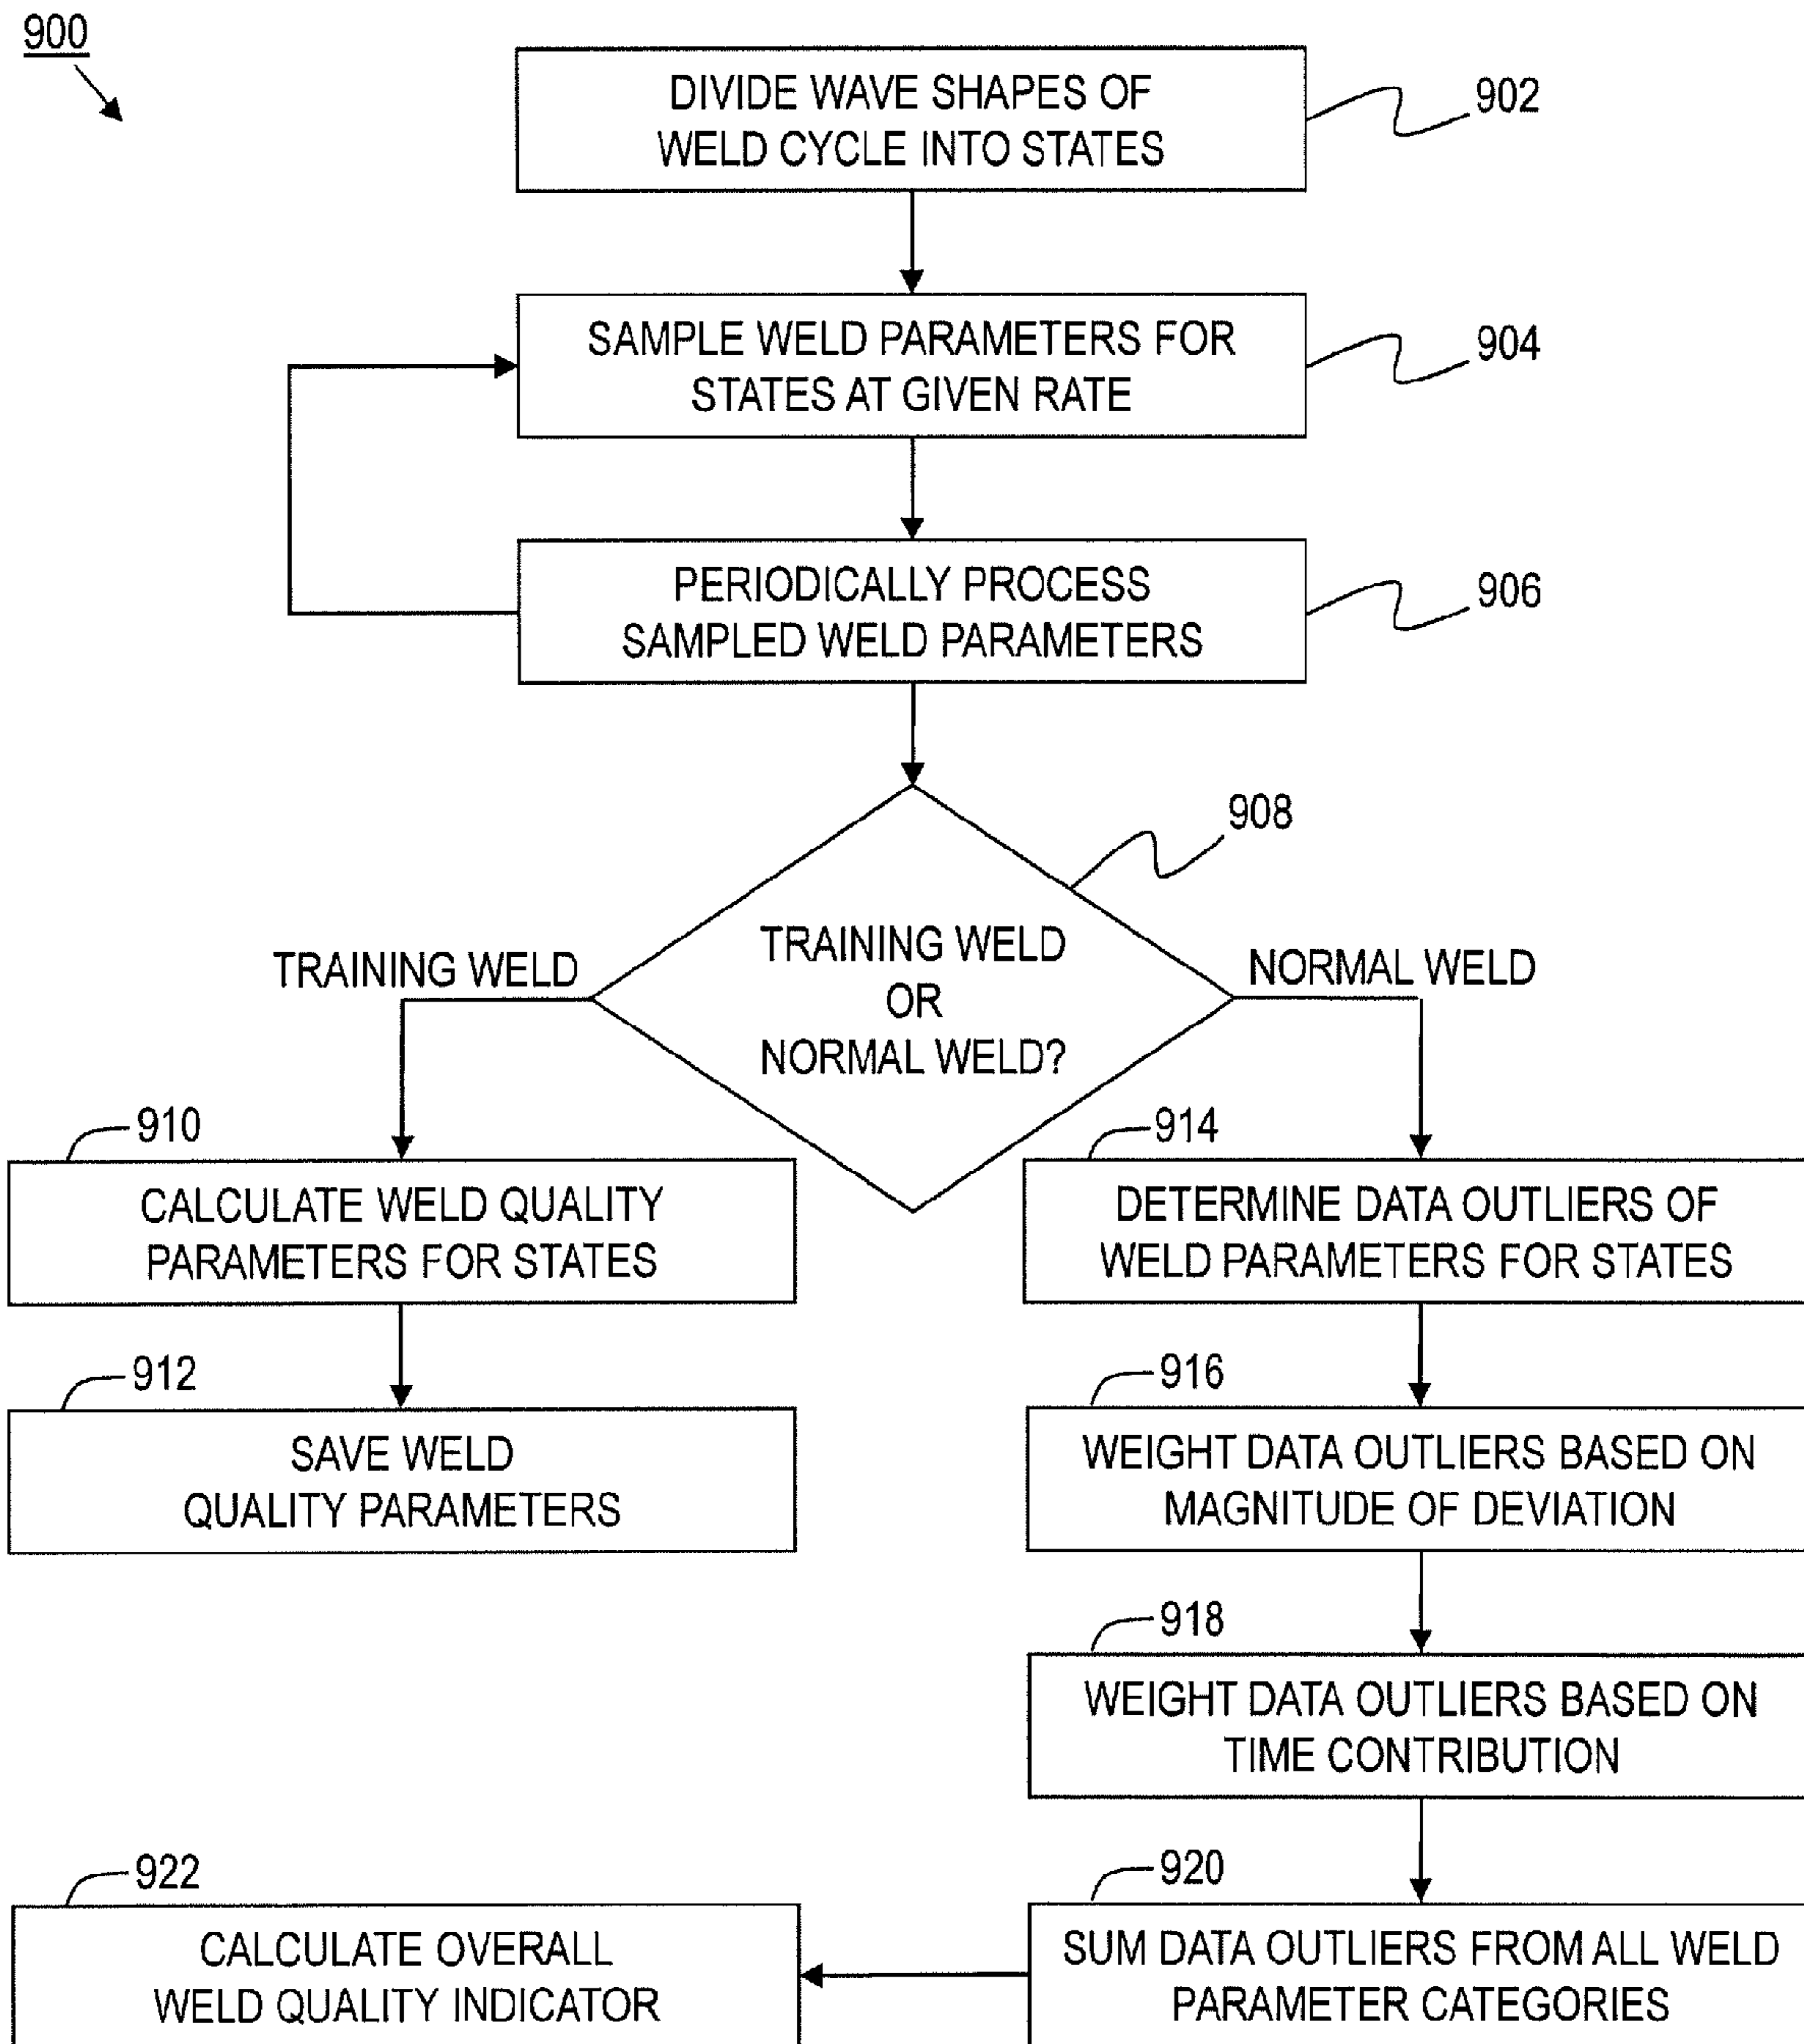 900
DIVIDE WAVE SHAPES OF
WELD CYCLE INTO STATES
902
SAMPLE WELD PARAMETERS FOR
STATES AT GIVEN RATE
904
PERIODICALLY PROCESS
SAMPLED WELD PARAMETERS
906
908
TRAINING WELD
OR
NORMAL WELD?
TRAINING WELD
NORMAL WELD
910
CALCULATE WELD QUALITY
PARAMETERS FOR STATES
912
SAVE WELD
QUALITY PARAMETERS
914
DETERMINE DATA OUTLIERS OF
WELD PARAMETERS FOR STATES
916
WEIGHT DATA OUTLIERS BASED ON
MAGNITUDE OF DEVIATION
918
WEIGHT DATA OUTLIERS BASED ON
TIME CONTRIBUTION
920
SUM DATA OUTLIERS FROM ALL WELD
PARAMETER CATEGORIES
922
CALCULATE OVERALL
WELD QUALITY INDICATOR